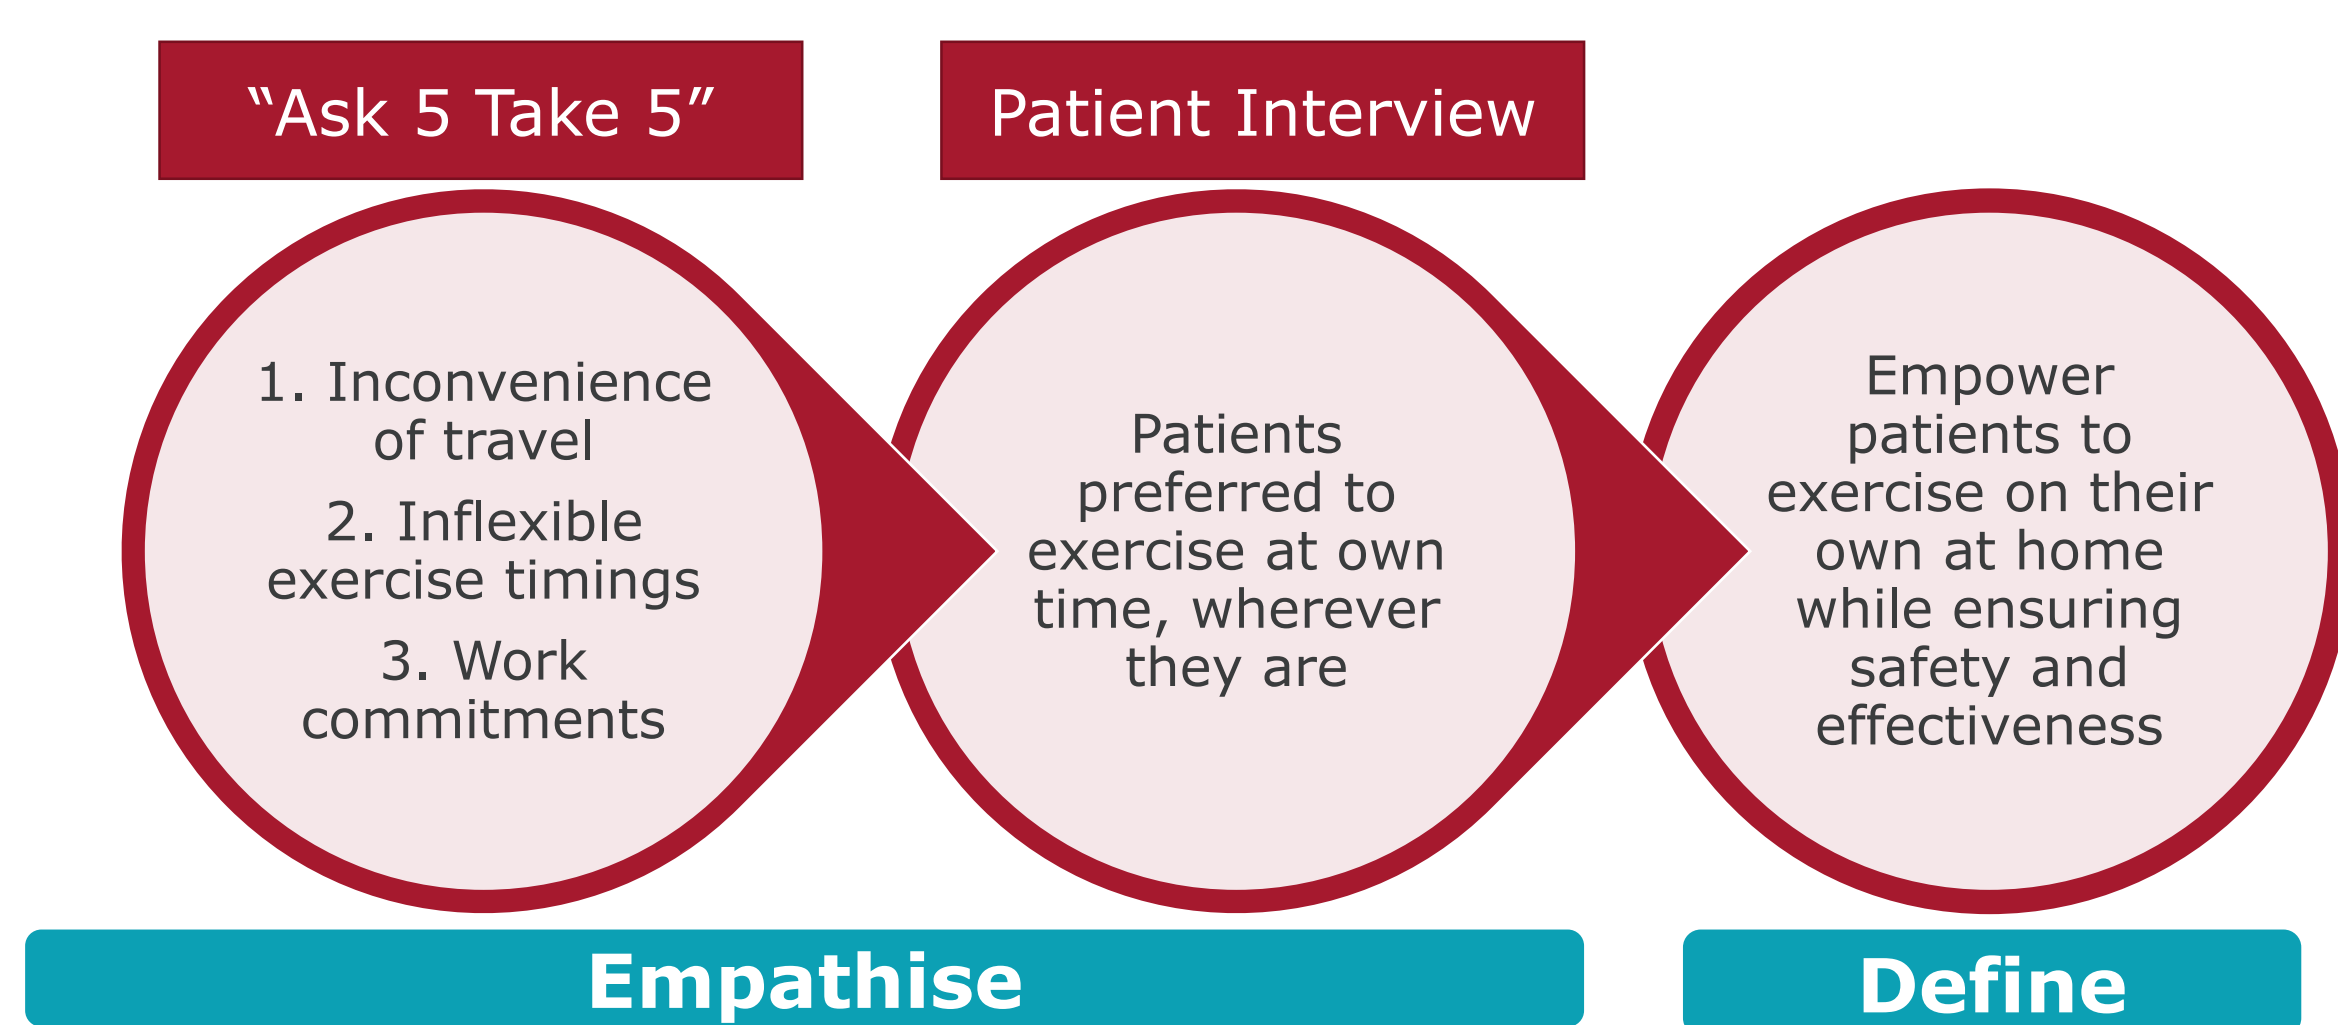 “Ask 5 Take 5”
Patient Interview
1. Inconvenience
of travel
2. Inflexible
exercise timings
3. Work
commitments
Patients
preferred to
exercise at own
time, wherever
they are
Empower
patients to
exercise on their
own at home
while ensuring
safety and
effectiveness
Empathise
Define